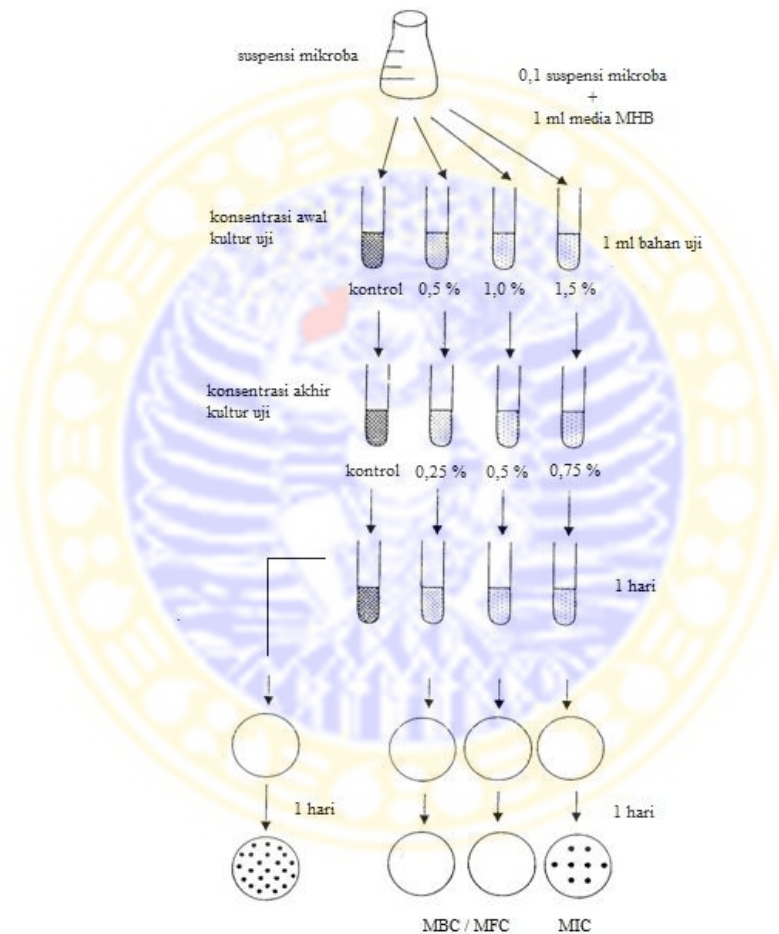 suspensi mikroba
0,1 suspensi mikroba
+
1 ml media MHB
konsentrasi awal
kultur uji
1 ml bahan uji
kontrol 0,5 % 1,0 % 1,5 %
konsentrasi akhir
kultur uji
kontrol 0,25 % 0,5 % 0,75 %
1 hari
1 hari
1 hari
MBC / MFC MIC